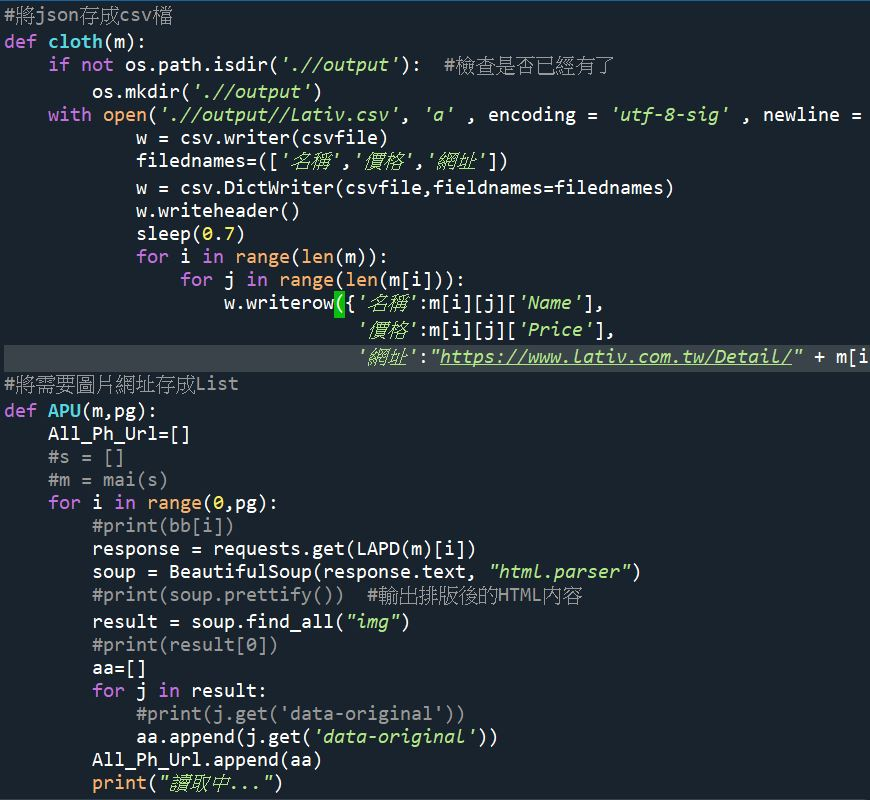 #將json存成csv檔
def cloth(m):
    if not os.path.isdir('.//output'):  #檢查是否已經有了
        os.mkdir('.//output')
    with open('.//output//Lativ.csv', 'a' , encoding = 'utf-8-sig' , newline =
            w = csv.writer(csvfile)
            filednames=(['名稱','價格','網址'])
            w = csv.DictWriter(csvfile,fieldnames=filednames)
            w.writeheader()
            sleep(0.7)
            for i in range(len(m)):
                for j in range(len(m[i])):
                    w.writerow({'名稱':m[i][j]['Name'],
                                '價格':m[i][j]['Price'],
                                '網址':"https://www.lativ.com.tw/Detail/" + m[i
#將需要圖片網址存成List
def APU(m,pg):
    All_Ph_Url=[]
    #s = []
    #m = mai(s)
    for i in range(0,pg):
        #print(bb[i])
        response = requests.get(LAPD(m)[i])
        soup = BeautifulSoup(response.text, "html.parser")
        #print(soup.prettify())  #輸出排版後的HTML內容
        result = soup.find_all("img")
        #print(result[0])
        aa=[]
        for j in result:
            #print(j.get('data-original'))
            aa.append(j.get('data-original'))
        All_Ph_Url.append(aa)
        print("讀取中...")